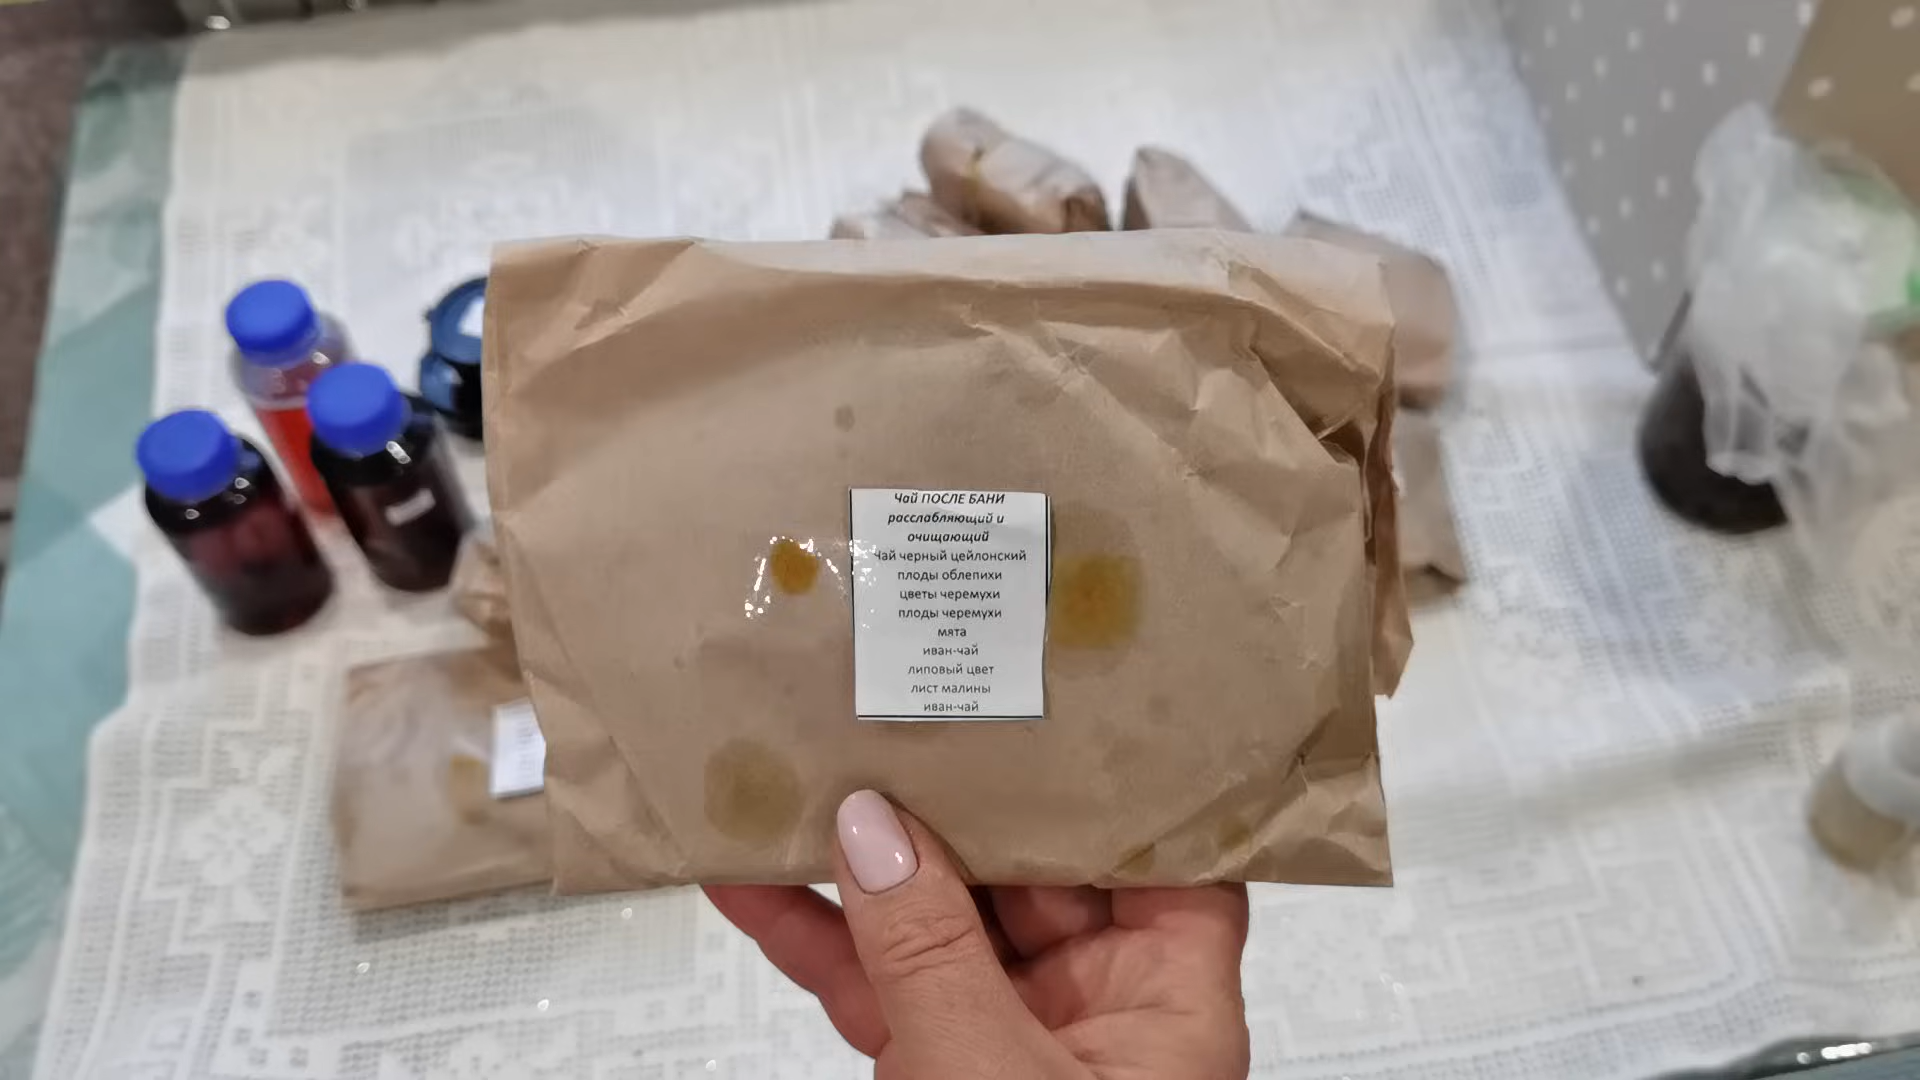 Чай ПОСЛЕ БАНИ
расслабляющий и
очищающий
Чай черный цейлонский
плоды облепихи
цветы черемухи
плоды черемухи
мята
иван-чай
липовый цвет
лист малины
иван-чай